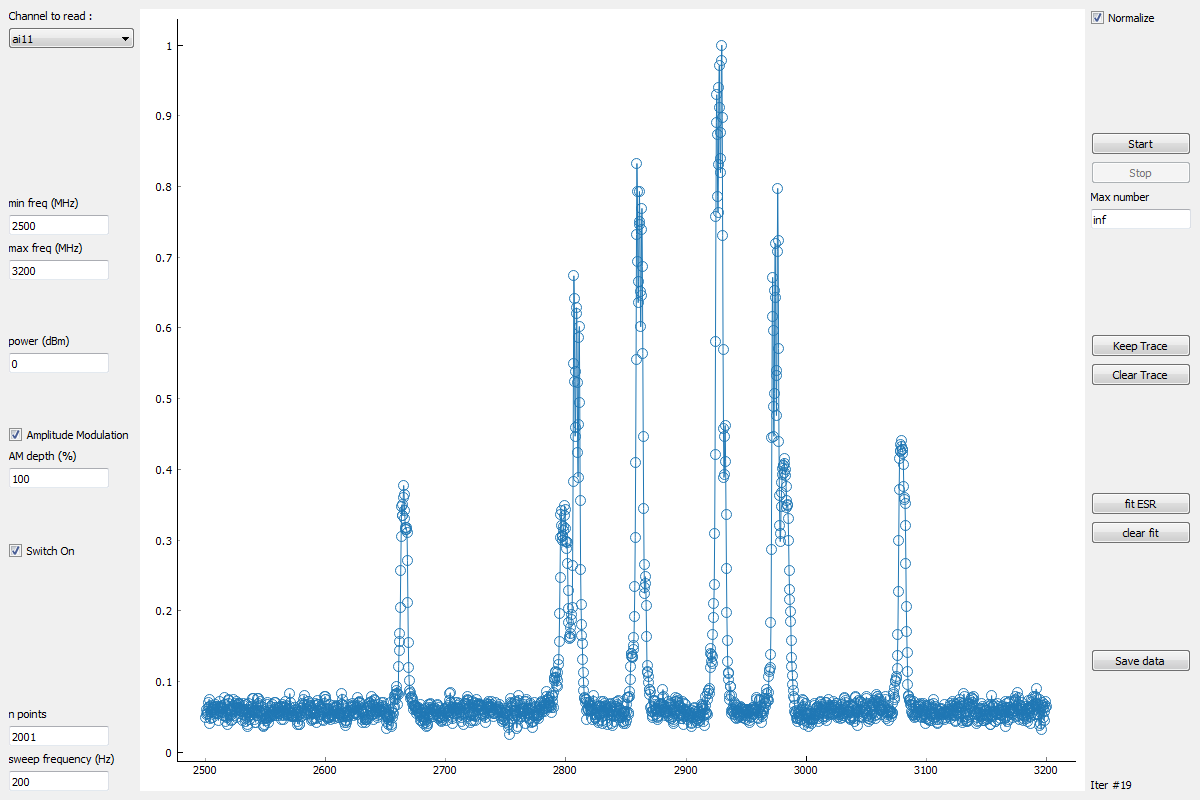 Channel to read :
ai11
min freq (MHz)
2500
max freq (MHz)
3200
power (dBm)
0
Amplitude Modulation
AM depth (%)
100
Switch On
n points
2001
sweep frequency (Hz)
200
1
0.9
0.8
0.7
0.6
0.5
0.4
0.3
0.2
0.1
0
2500 2600 2700 2800 2900 3000 3100 3200
Normalize
Start
Stop
Max number
inf
Keep Trace
Clear Trace
fit ESR
clear fit
Save data
Iter #19